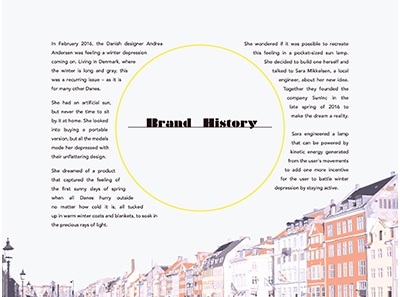 In February 2016, the Danish designer Andrea
Andersen was feeling a winter depression
coming on. Living in Denmark, where
the winter is long and gray, this
was a recurring illness – as it is
for many other Danes.
She had an artificial sun,
but never the time to sit
by it at home. She looked
into buying a portable
version, but all the models
made her depressed with
their unflattering design.
She dreamed of a product
that captured the feeling of
the first sunny days of spring
when all Danes hurry outside
no matter how cold it is, all tucked
up in warm winter coats and blankets, to soak in
the precious rays of light.
Brand History
She wondered if it was possible to recreate
this feeling in a pocket-sized sun lamp.
She decided to build one herself and
talked to Sara Mikkelsen, a local
engineer, about her new idea.
Together they founded the
company SunInc in the
late spring of 2016 to
make the dream a reality.
Sara engineered a lamp
that can be powered by
kinetic energy generated
from the user's movements
to add one more incentive
for the user to battle winter
depression by staying active.